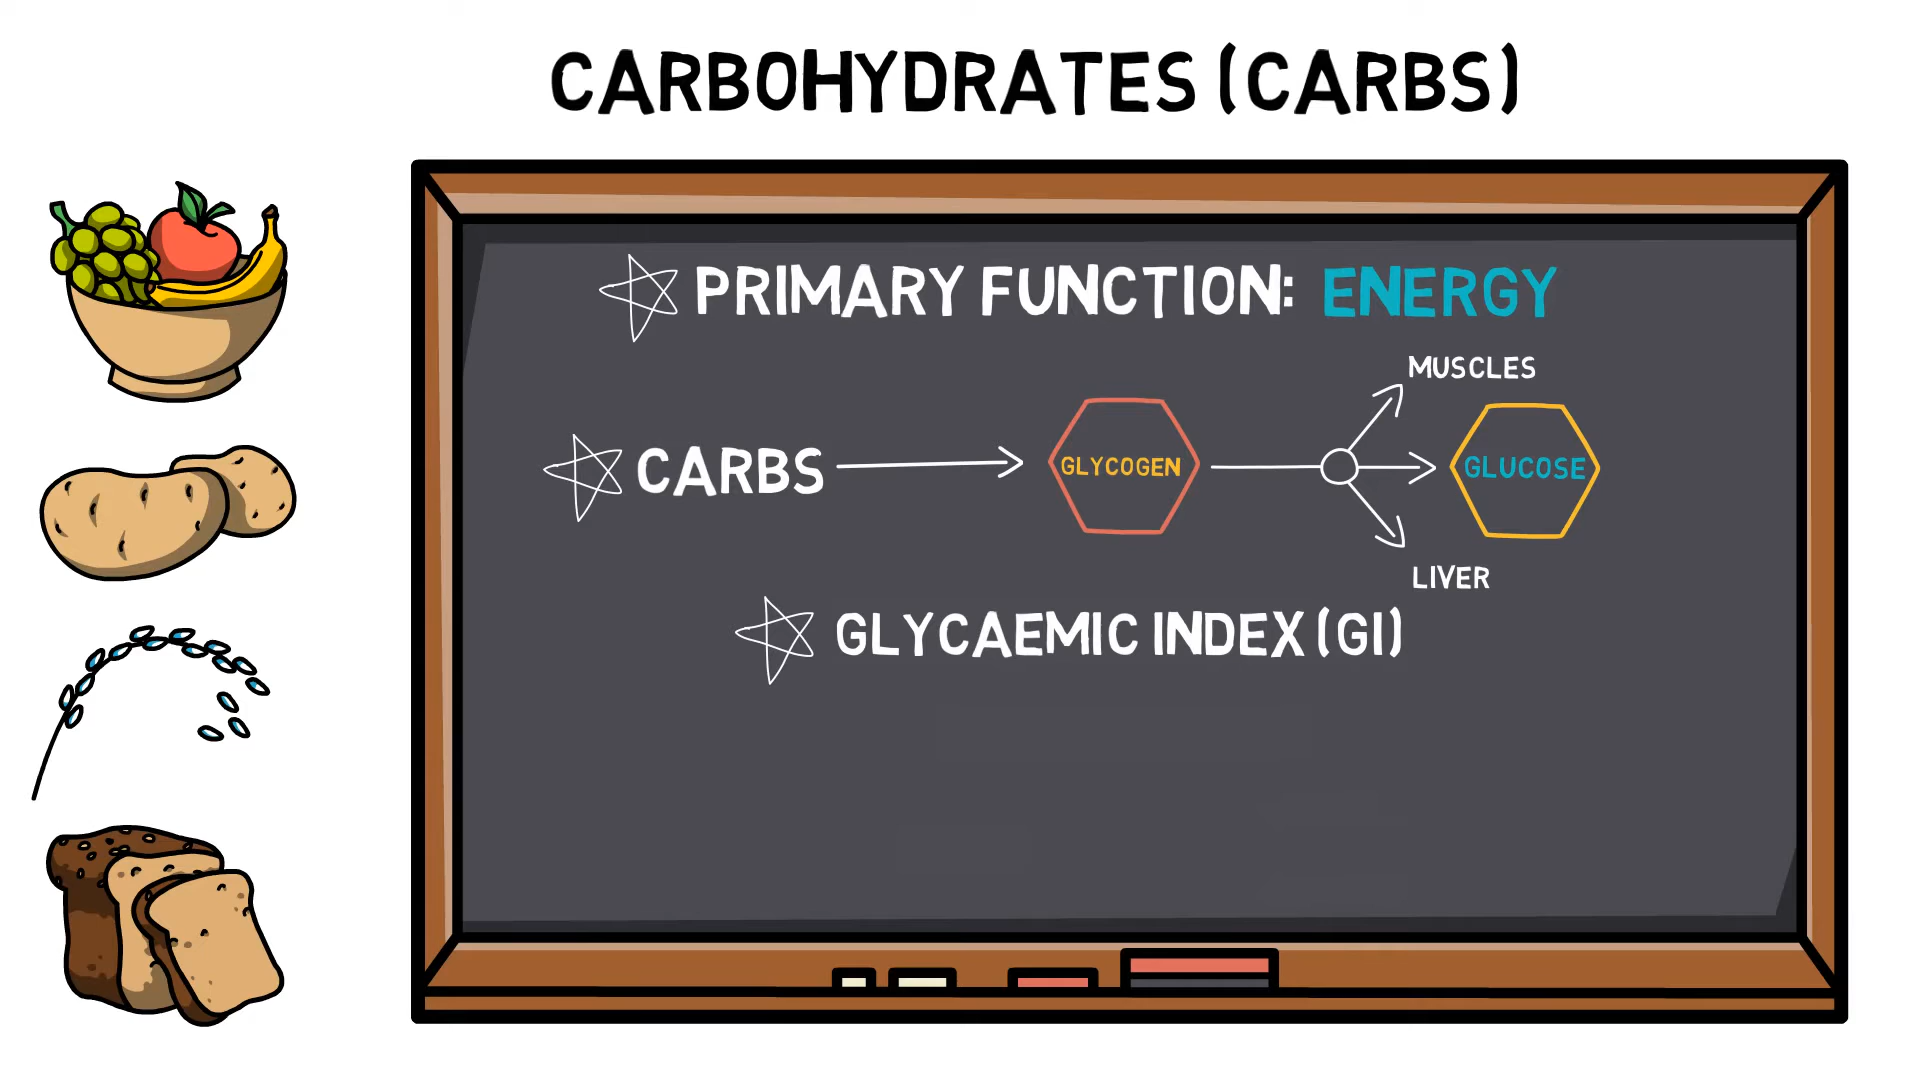 CARBOHYDRATES (CARBS)
PRIMARY FUNCTION: ENERGY
MUSCLES
CARBS
GLYCOGEN
GLUCOSE
LIVER
GLYCAEMIC INDEX (GI)